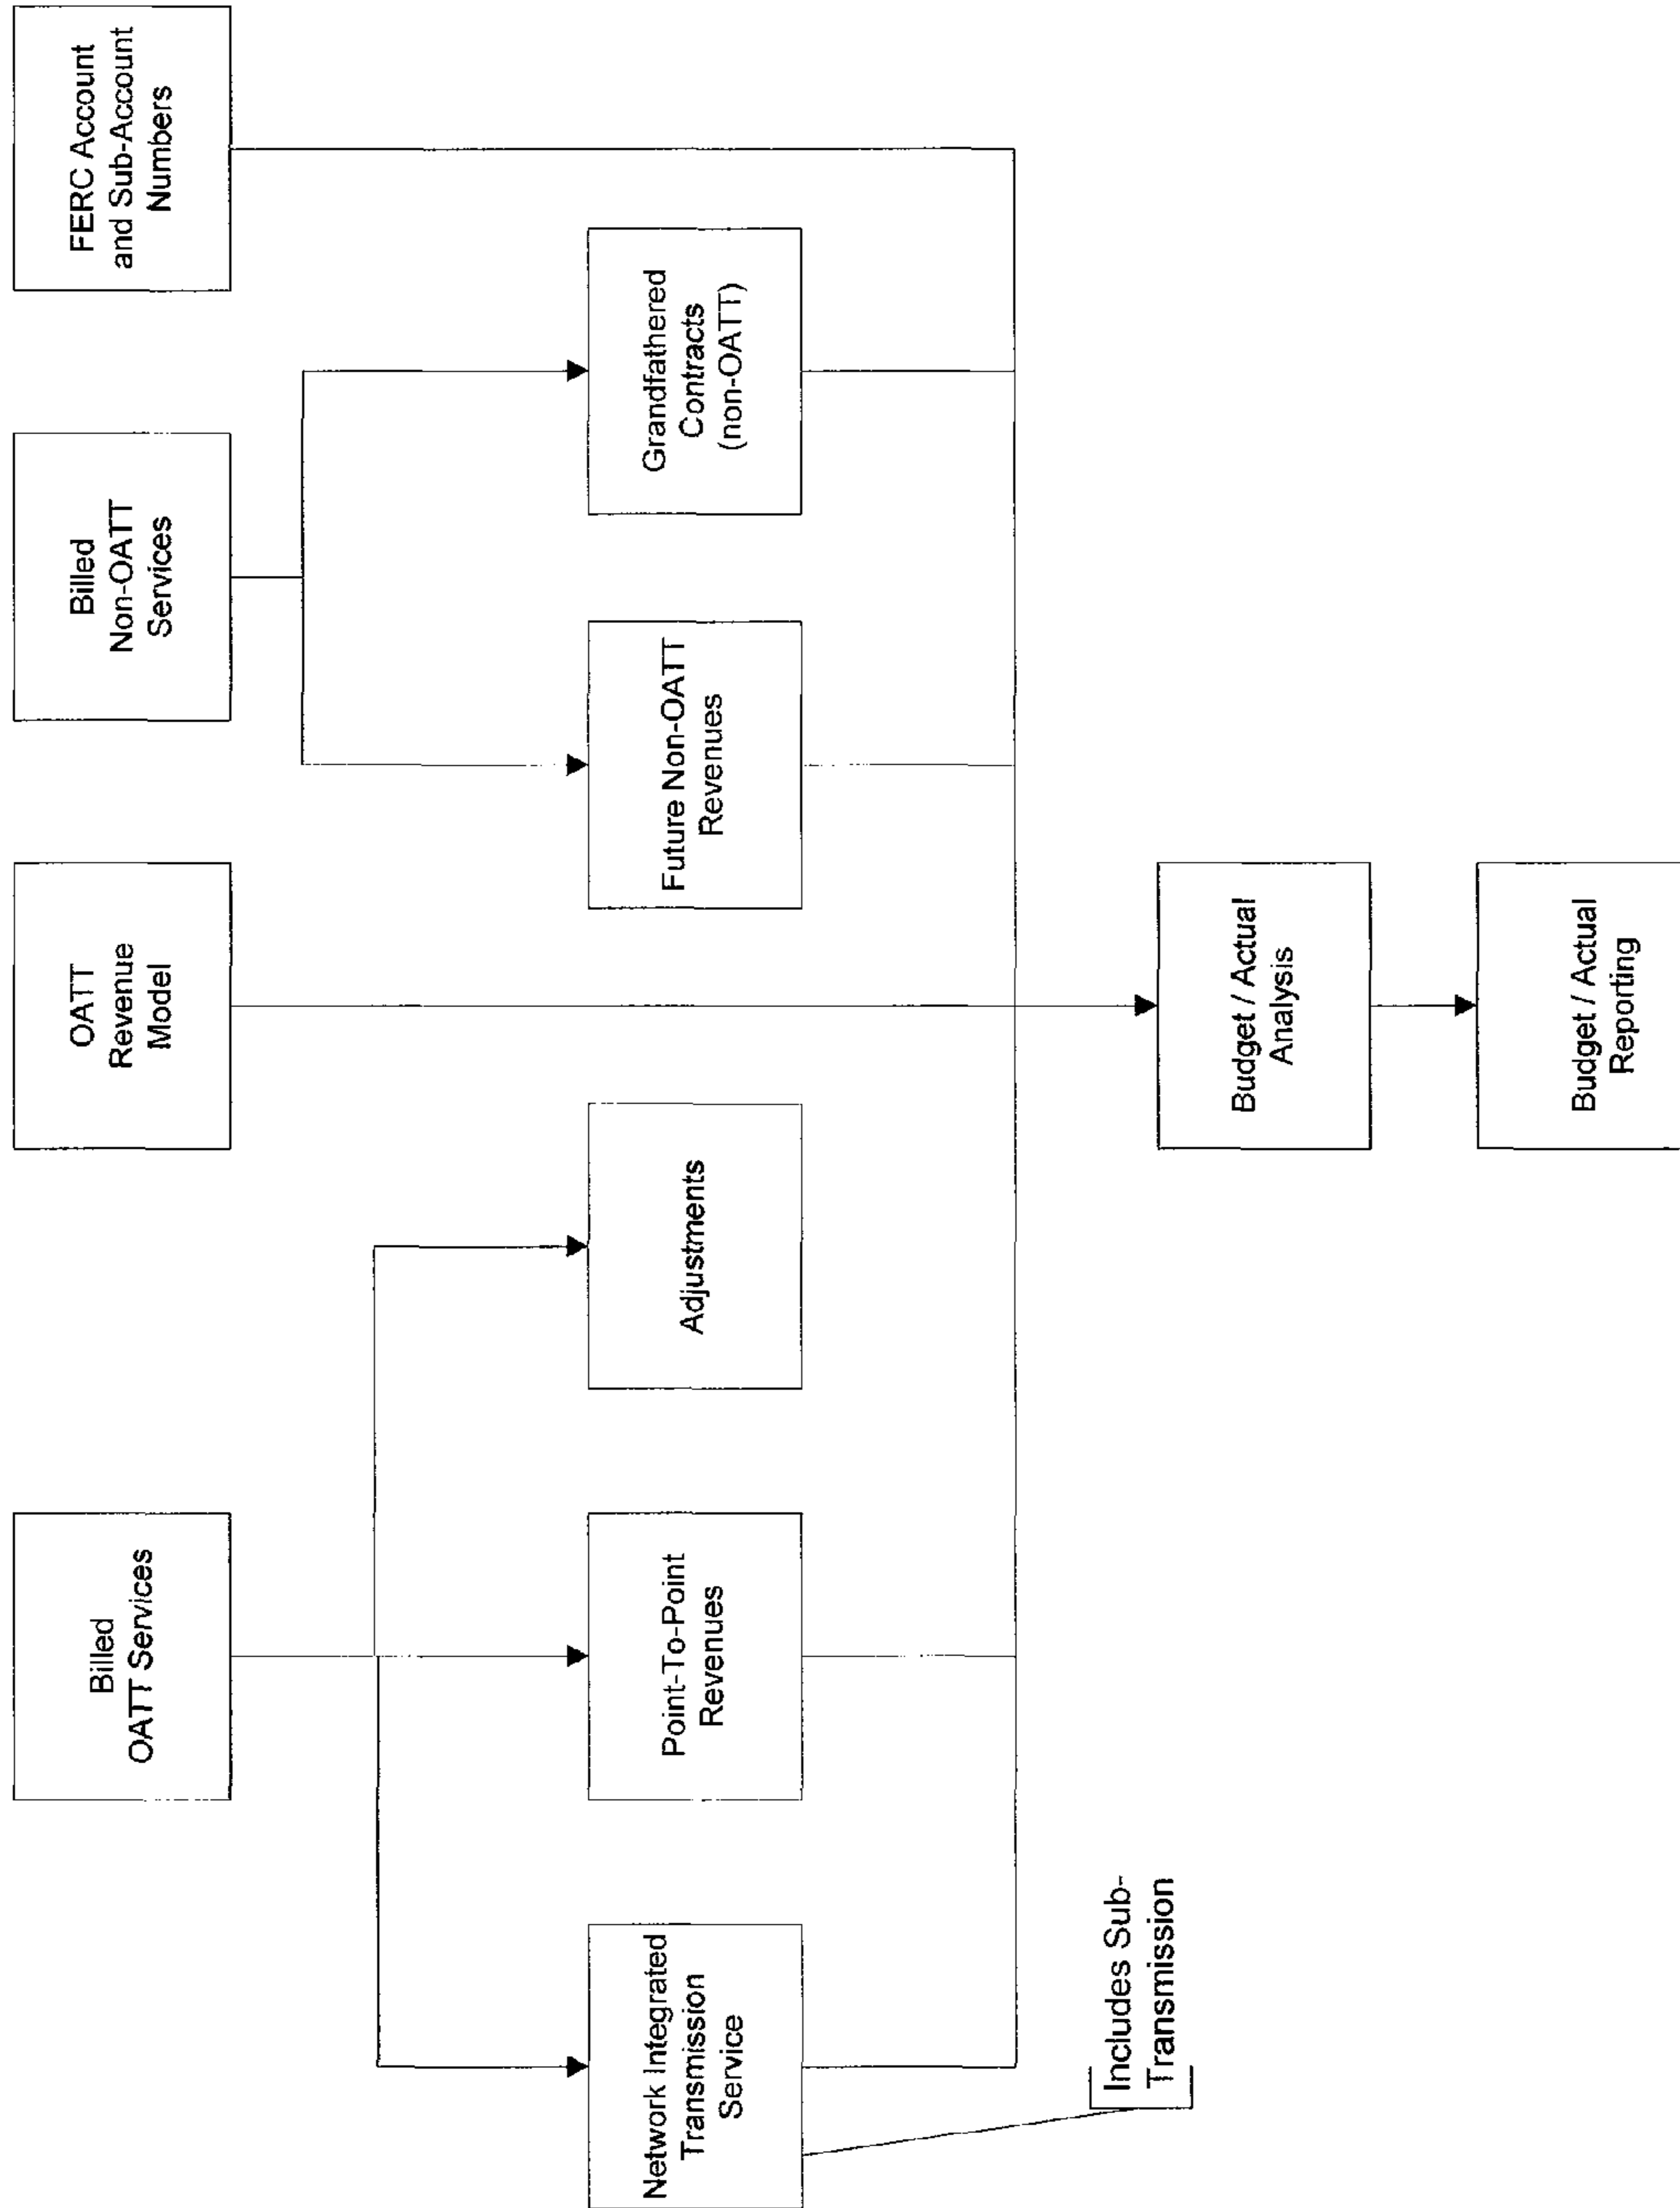 Billed
OATT Services
OATT
Revenue
Model
Billed
Non-OATT
Services
FERC Account
and Sub-Account
Numbers
Network Integrated
Transmission
Service
Point-To-Point
Revenues
Adjustments
Future Non-OATT
Revenues
Grandfathered
Contracts
(non-OATT)
Includes Sub-
Transmission
Budget / Actual
Analysis
Budget / Actual
Reporting